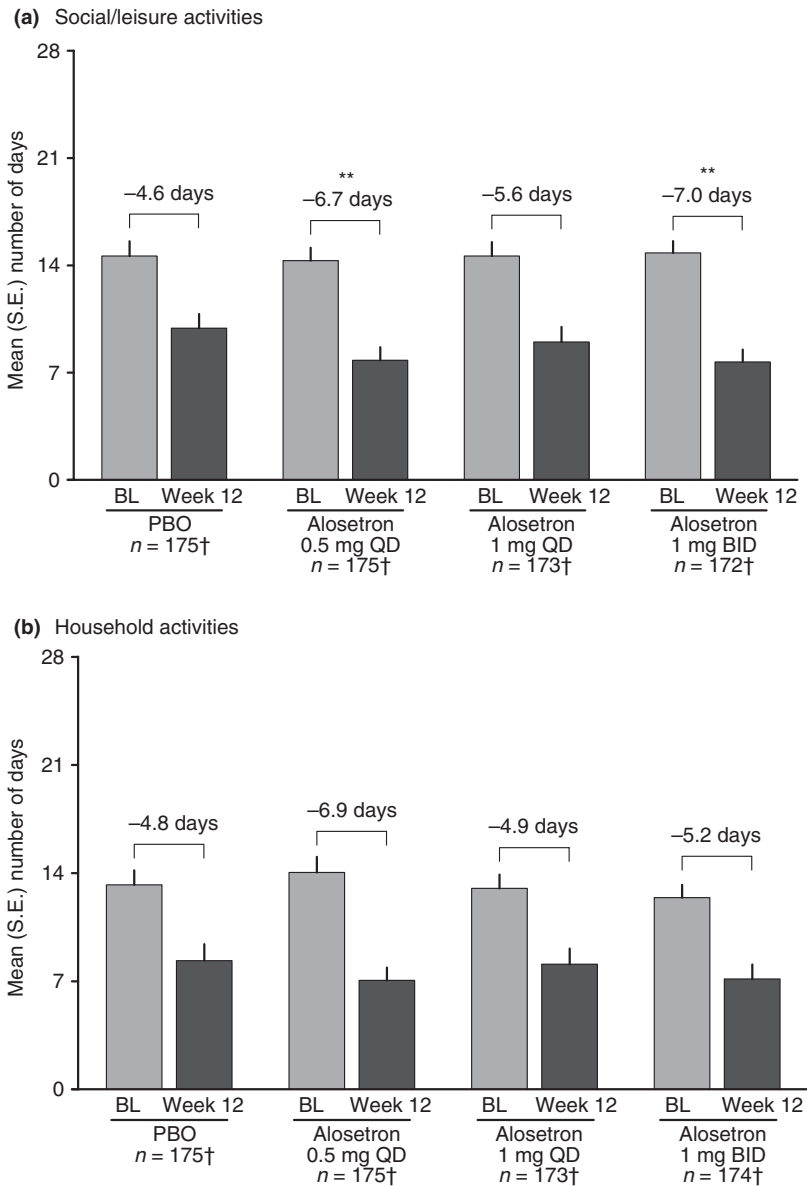 (a) Social/leisure activities
28
21
14
7
0
Mean (S.E.) number of days
–4.6 days
**
–6.7 days
–5.6 days
**
–7.0 days
BL Week 12 BL Week 12 BL Week 12 BL Week 12
PBO
n = 175†
Alosetron
0.5 mg QD
n = 175†
Alosetron
1 mg QD
n = 173†
Alosetron
1 mg BID
n = 172†
(b) Household activities
28
21
14
7
0
Mean (S.E.) number of days
–4.8 days
–6.9 days
–4.9 days
–5.2 days
BL Week 12 BL Week 12 BL Week 12 BL Week 12
PBO
n = 175†
Alosetron
0.5 mg QD
n = 175†
Alosetron
1 mg QD
n = 173†
Alosetron
1 mg BID
n = 174†